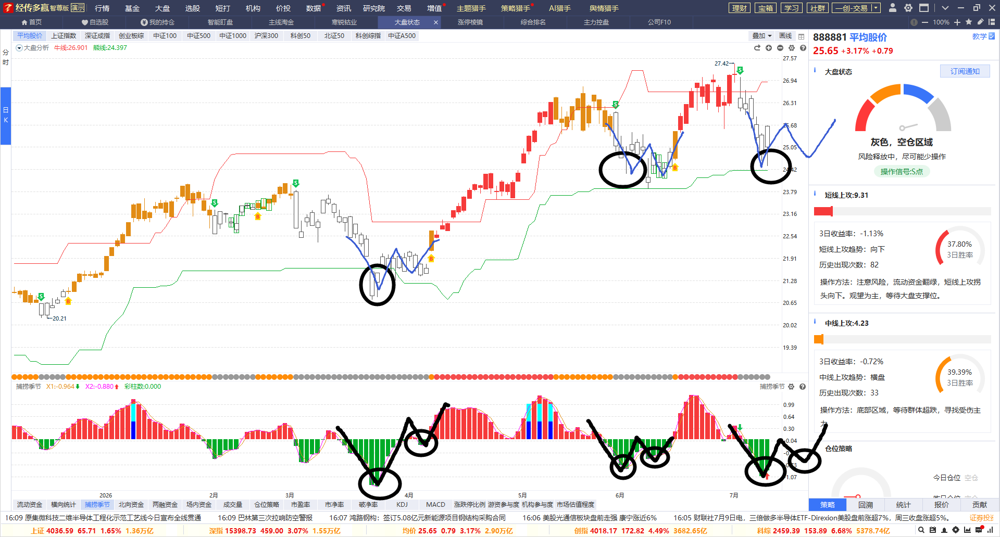 经传多赢 智尊版 演示 行情 基金 大盘 选股 短打 机构 价投 数据 资讯 研究院 交易 增值 主题猎手 策略猎手 AI猎手 舆情猎手 理财 宝箱 学习 社群 一创-交易
首页 自选股 我的持仓 智能盯盘 主线淘金 寒锐钴业 大盘状态 涨停棱镜 综合排名 主力控盘 公司F10 100%
平均股价 上证指数 深证成指 创业板综 中证100 中证500 中证1000 沪深300 科创50 北证50 科创综指 中证A500 叠加 画线
大盘分析 牛线:26.901 熊线:24.397
分时
日K
27.57
26.94
26.31
25.68
25.05
24.42
23.79
23.16
22.54
21.91
21.28
20.65
20.02
19.39
27.42
20.21
S
B
S
B
S
B
S
B
S
捕捞季节 X1:-0.964 X2:-0.880 彩柱数:0.000 捕捞季节
0.99
0.64
0.30
-0.04
-0.73
-1.07
2026 2月 3月 4月 5月 6月 7月
流动资金 横向统计 捕捞季节 北向资金 两融资金 场内资金 成交量 仓位策略 市盈率 市净率 破净率 KDJ MACD 涨跌停比例 游资参与度 机构参与度 市场估值程度
888881 平均股价 教学
25.65 +3.17% +0.79
大盘状态 订阅通知
灰色，空仓区域
风险释放中，尽可能少操作
操作信号:S点
短线上攻:9.31
3日收益率：-1.13%
短线上攻趋势：向下
历史出现次数：82
37.80%
3日胜率
操作方法：注意风险，流动资金翻绿，短线上攻拐
头向下。观望为主，等待大盘支撑位。
中线上攻:4.23
3日收益率：-0.72%
中线上攻趋势：横盘
历史出现次数：33
39.39%
3日胜率
操作方法：底部区域，等待群体超跌，寻找受伤主
力
仓位策略
今日仓位 空仓
昨日仓位 空仓
策略 回溯 统计 报价 贡献
16:09 原集微科技二维半导体工程化示范工艺线今日宣布全线贯通 16:09 巴林第三次拉响防空警报 16:07 鸿路钢构：签订5.08亿元新能源项目钢结构采购合同 16:06 美股光通信板块盘前走强 康宁涨近6% 16:05 财联社7月9日电，三倍做多半导体ETF-Direxion美股盘前涨超7%，周三收盘涨超5%。 证券投资
上证 4036.59 65.71 1.65% 1.36万亿 深指 15398.73 459.00 3.07% 1.55万亿 均价 25.65 0.79 3.17% 2.90万亿 创指 4018.17 172.82 4.49% 3682.65亿 科综 2459.39 153.89 6.68% 5378.74亿